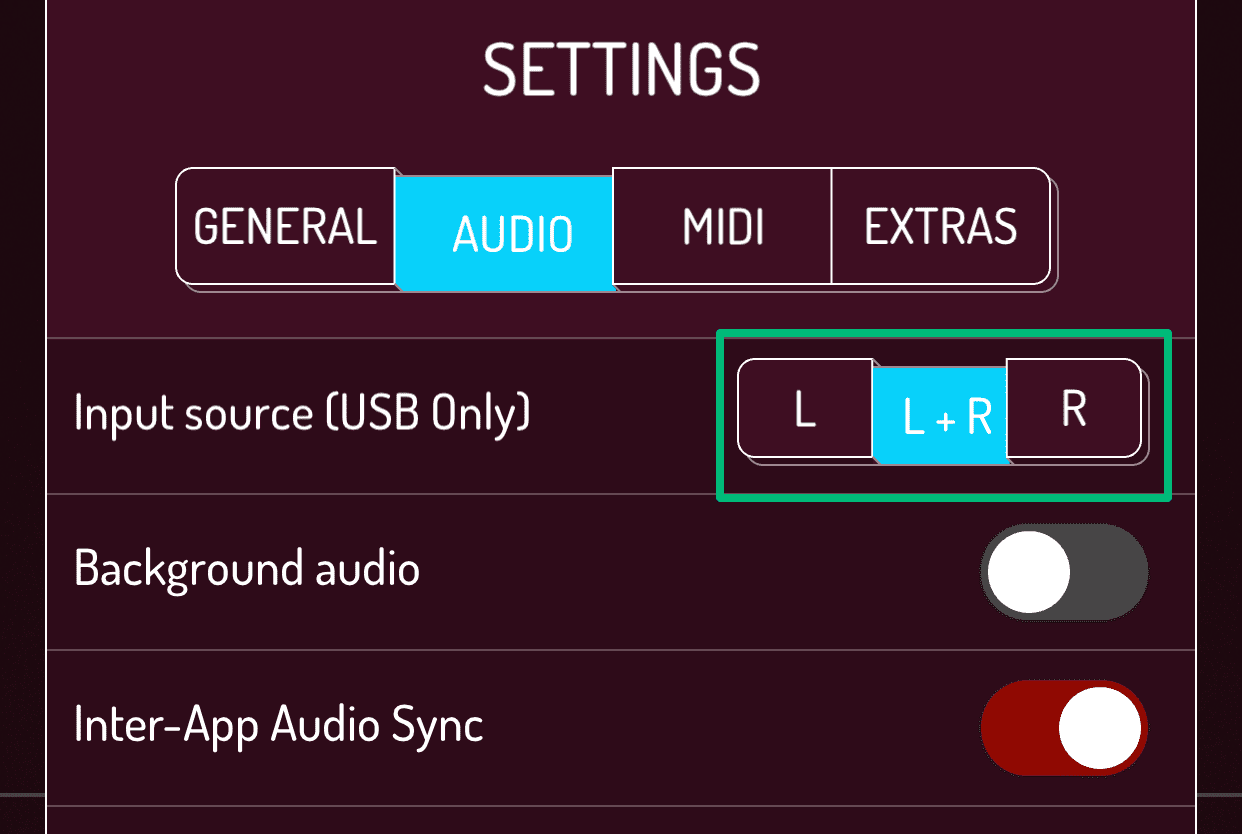 SETTINGS
GENERAL AUDIO MIDI EXTRAS
Input source (USB Only) L L + R R
Background audio
Inter-App Audio Sync